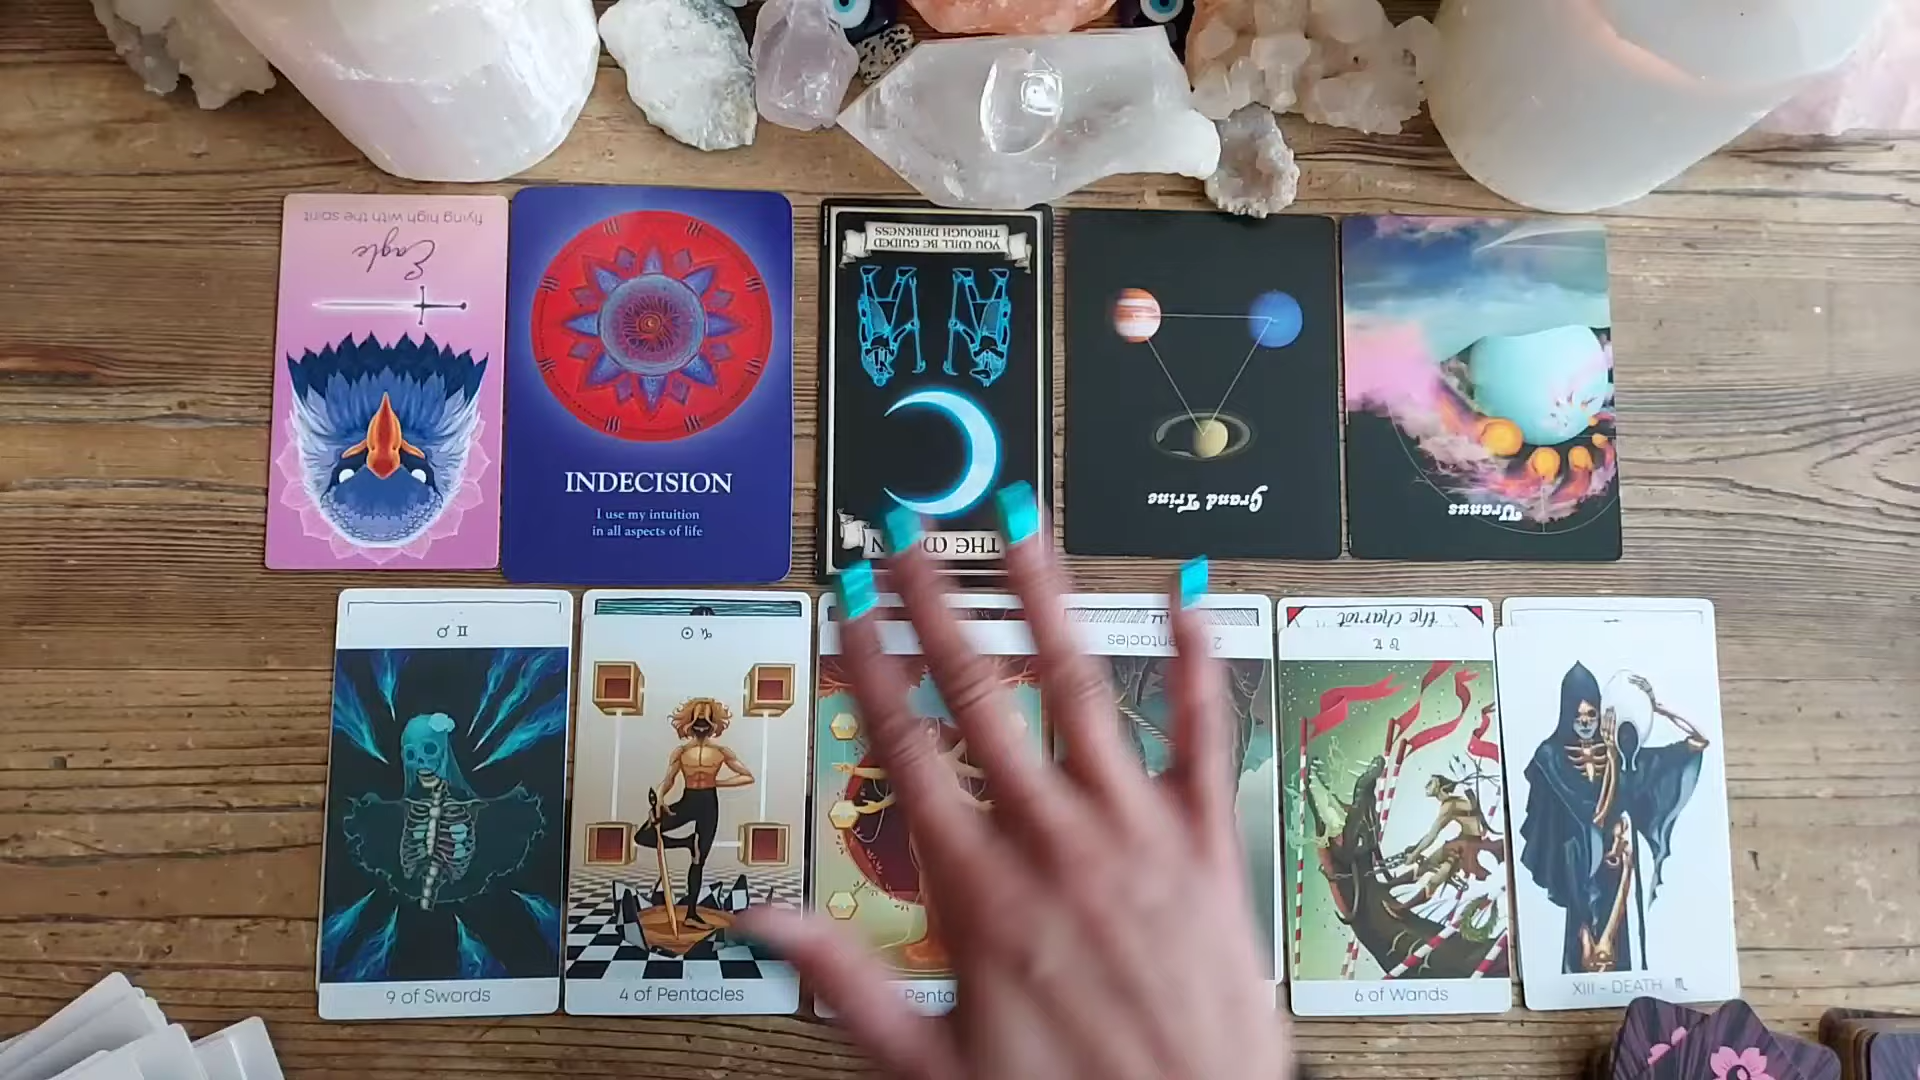 flying high with the spirit
Eagle
INDECISION
I use my intuition
in all aspects of life
YOU WILL BE GUIDED
THROUGH DARKNESS
THE
Grand Trine
Uranus
♂ ♊
☉ ♑
the chariot
♃ ♌
9 of Swords
4 of Pentacles
6 of Wands
XIII - DEATH ♏